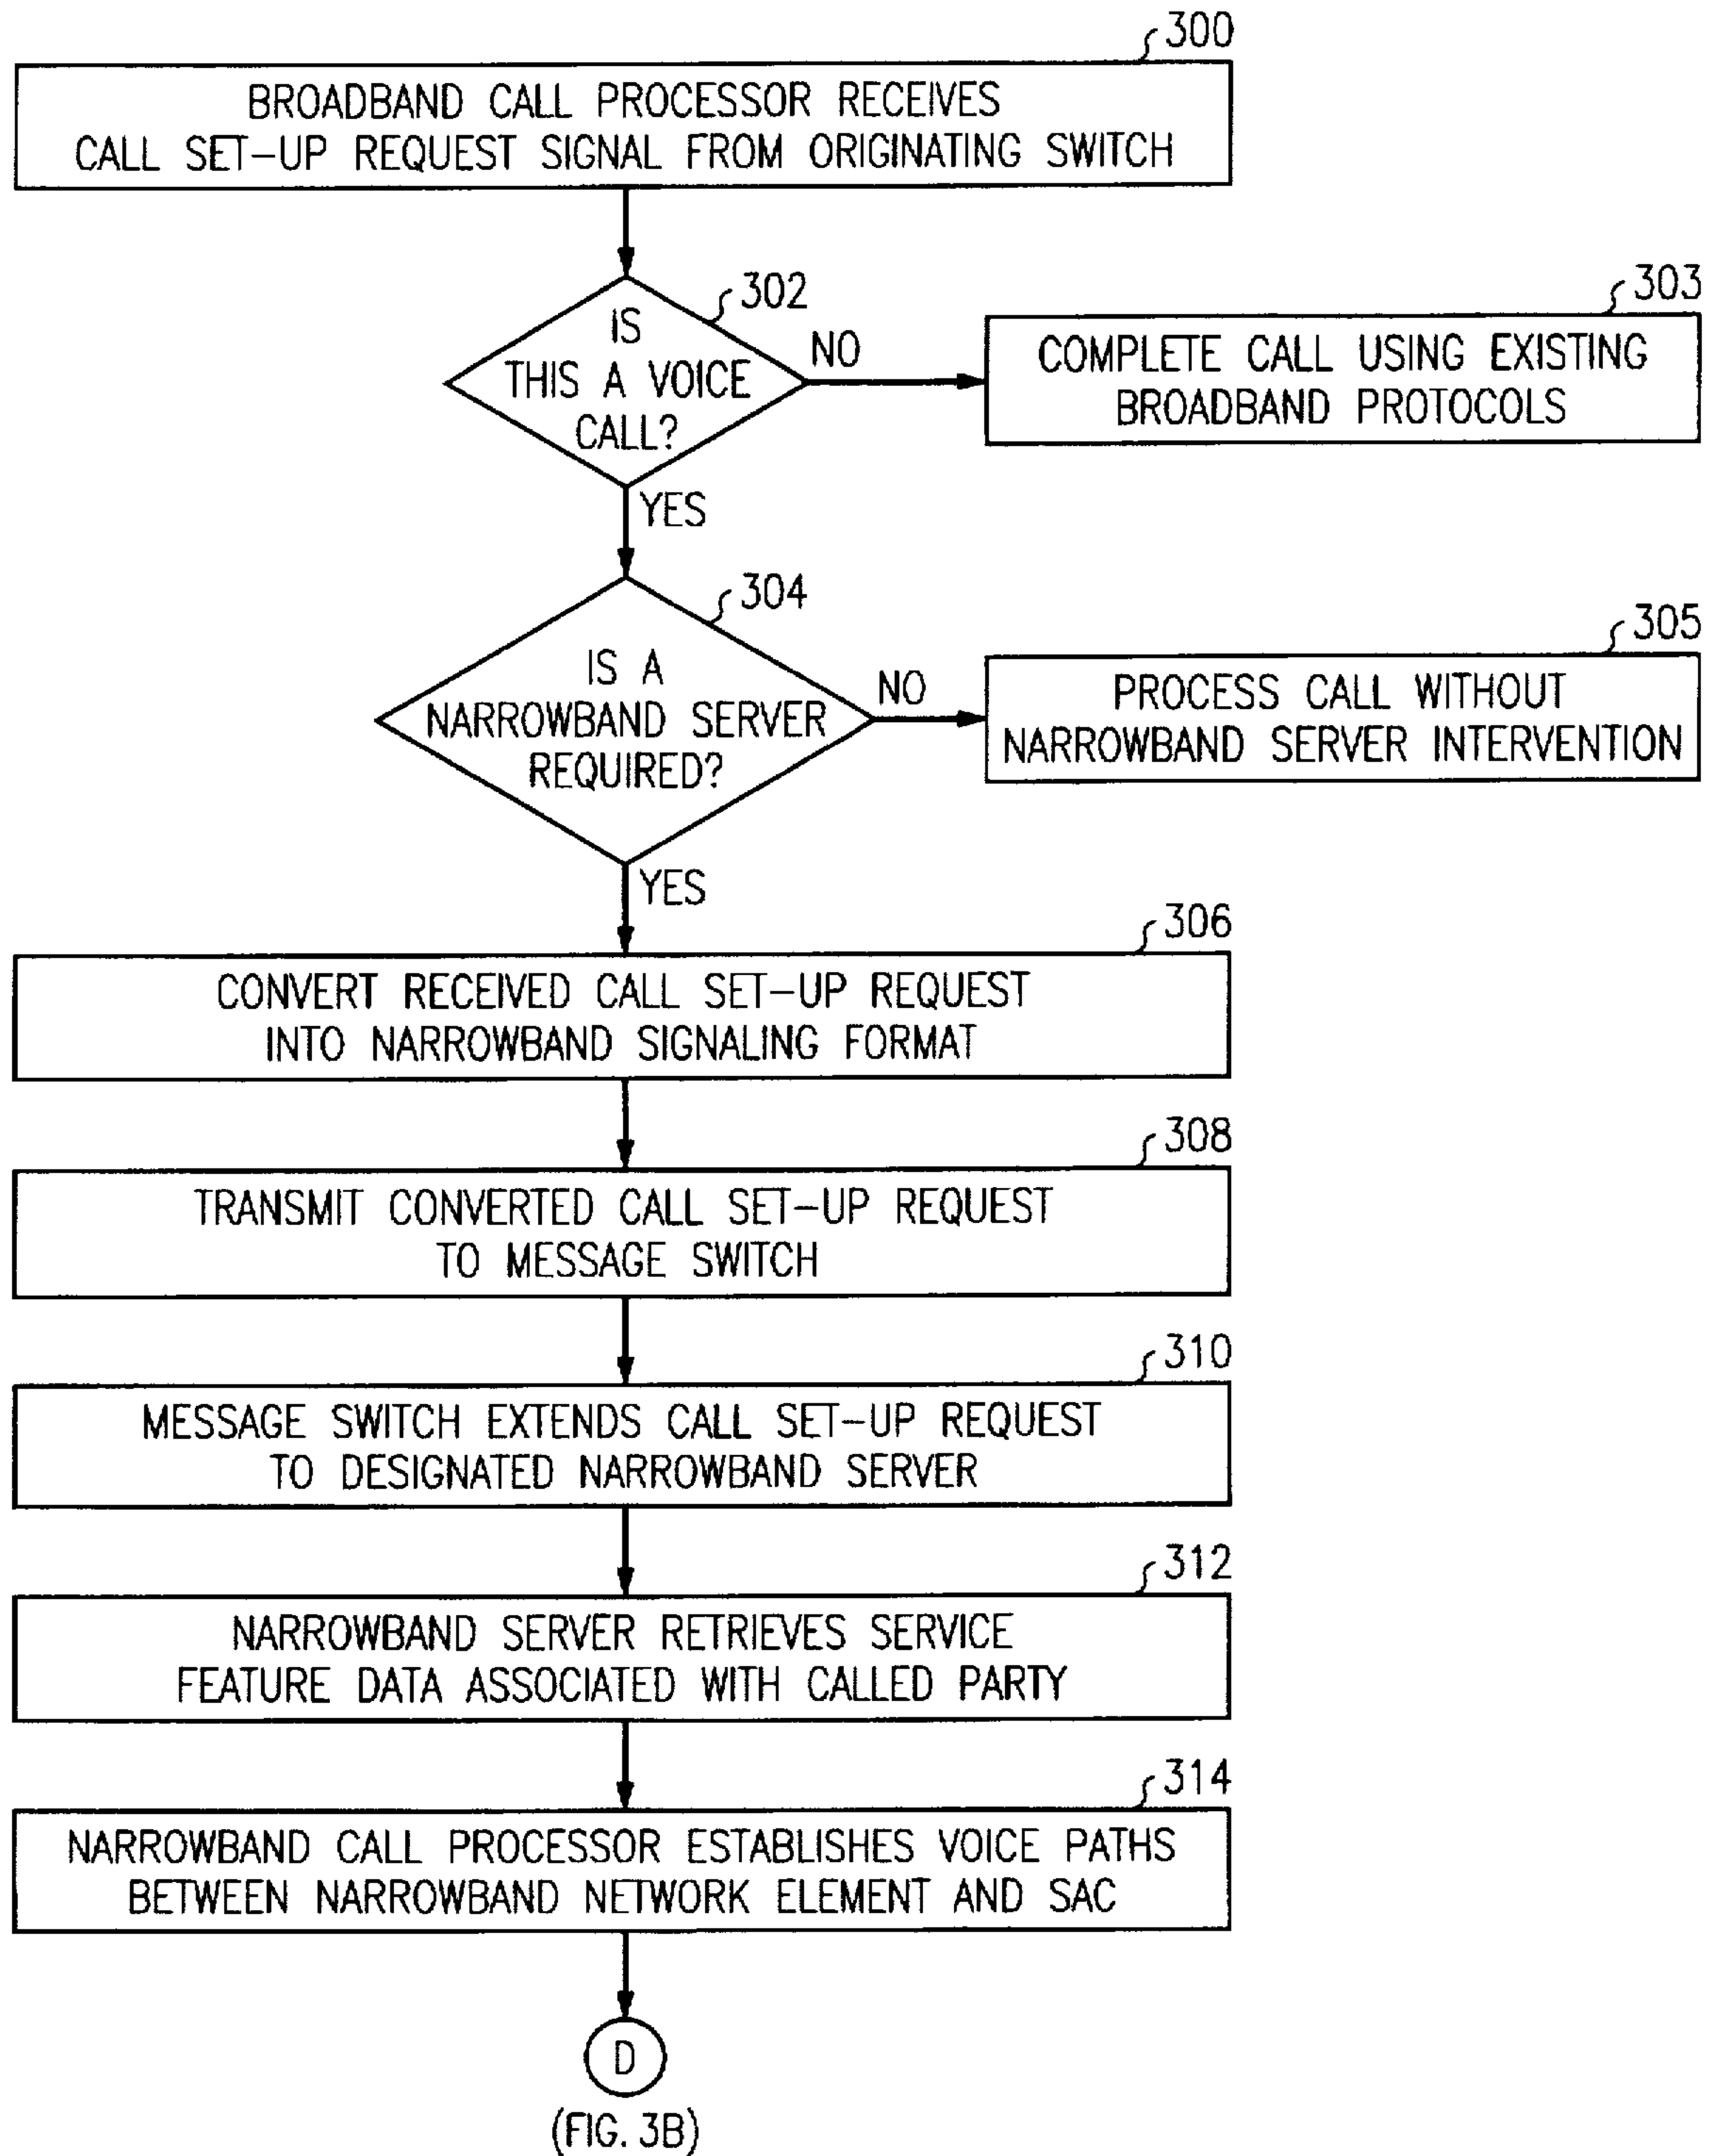 300
BROADBAND CALL PROCESSOR RECEIVES
CALL SET-UP REQUEST SIGNAL FROM ORIGINATING SWITCH
302
IS
THIS A VOICE
CALL?
NO
303
COMPLETE CALL USING EXISTING
BROADBAND PROTOCOLS
YES
304
IS A
NARROWBAND SERVER
REQUIRED?
NO
305
PROCESS CALL WITHOUT
NARROWBAND SERVER INTERVENTION
YES
306
CONVERT RECEIVED CALL SET-UP REQUEST
INTO NARROWBAND SIGNALING FORMAT
308
TRANSMIT CONVERTED CALL SET-UP REQUEST
TO MESSAGE SWITCH
310
MESSAGE SWITCH EXTENDS CALL SET-UP REQUEST
TO DESIGNATED NARROWBAND SERVER
312
NARROWBAND SERVER RETRIEVES SERVICE
FEATURE DATA ASSOCIATED WITH CALLED PARTY
314
NARROWBAND CALL PROCESSOR ESTABLISHES VOICE PATHS
BETWEEN NARROWBAND NETWORK ELEMENT AND SAC
D
(FIG. 3B)